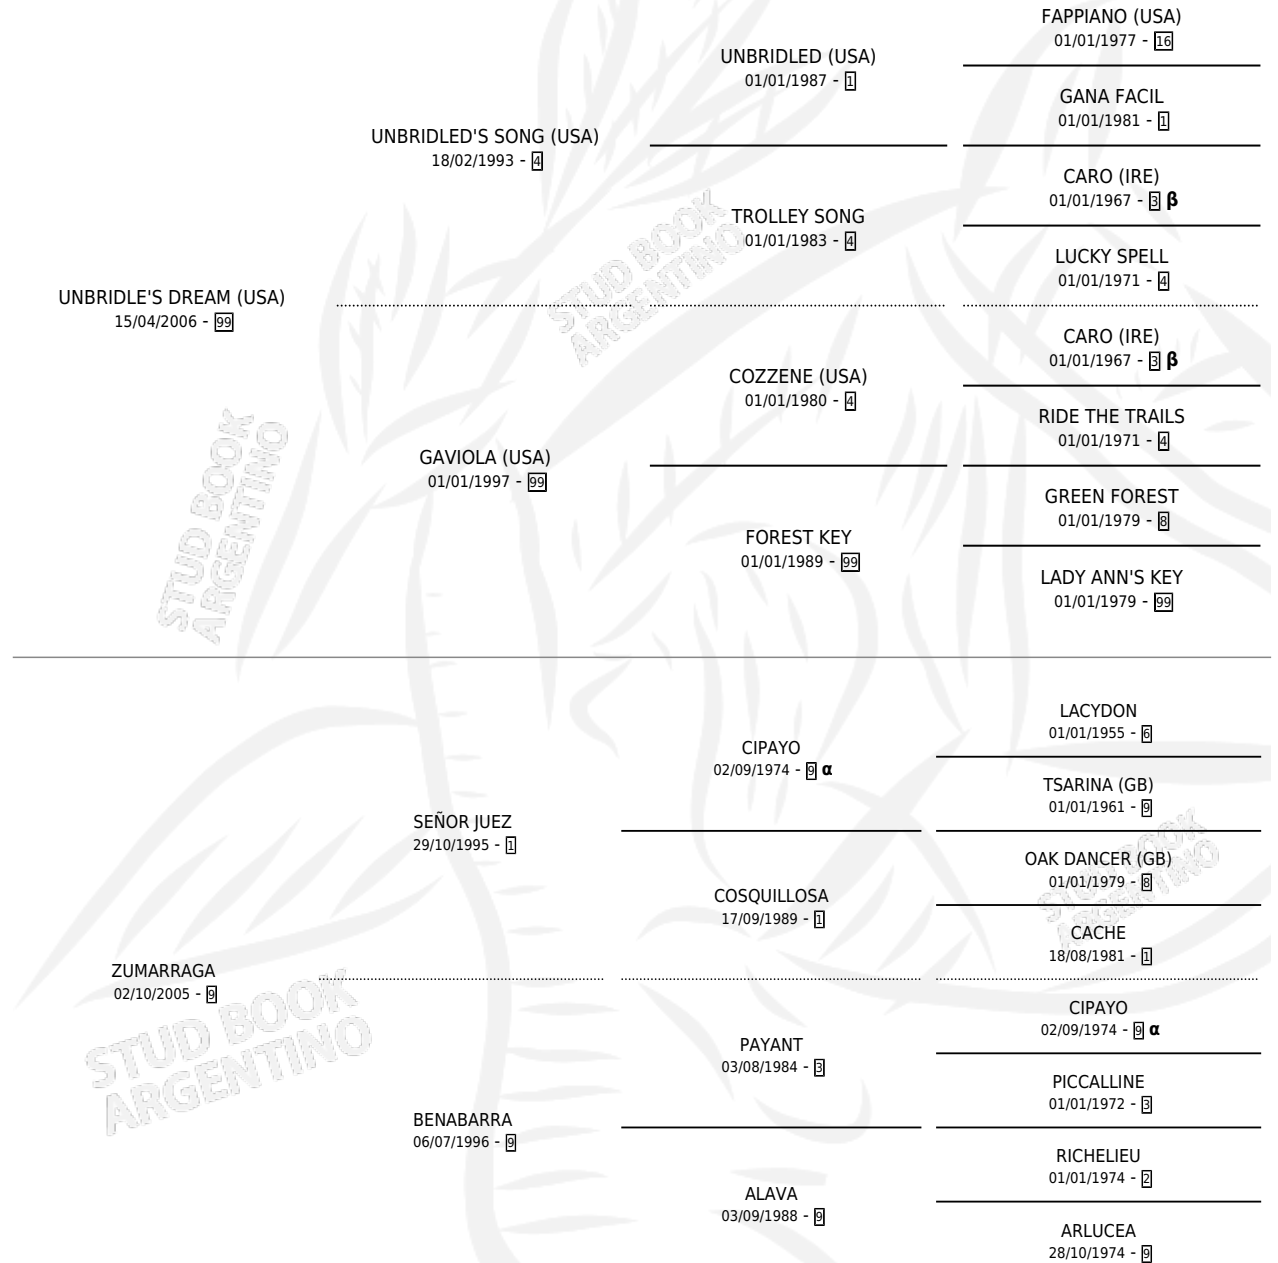 FAPPIANO (USA)
01/01/1977 - 16
UNBRIDLED (USA)
01/01/1987 - 1
GANA FACIL
01/01/1981 - 1
UNBRIDLED'S SONG (USA)
18/02/1993 - 4
CARO (IRE)
01/01/1967 - 3 β
TROLLEY SONG
01/01/1983 - 4
LUCKY SPELL
01/01/1971 - 4
UNBRIDLE'S DREAM (USA)
15/04/2006 - 99
CARO (IRE)
01/01/1967 - 3 β
COZZENE (USA)
01/01/1980 - 4
RIDE THE TRAILS
01/01/1971 - 4
GAVIOLA (USA)
01/01/1997 - 99
GREEN FOREST
01/01/1979 - 8
FOREST KEY
01/01/1989 - 99
LADY ANN'S KEY
01/01/1979 - 99
LACYDON
01/01/1955 - 6
CIPAYO
02/09/1974 - 9 α
TSARINA (GB)
01/01/1961 - 9
SEÑOR JUEZ
29/10/1995 - 1
OAK DANCER (GB)
01/01/1979 - 8
COSQUILLOSA
17/09/1989 - 1
CACHE
18/08/1981 - 1
ZUMARRAGA
02/10/2005 - 9
CIPAYO
02/09/1974 - 9 α
PAYANT
03/08/1984 - 3
PICCALLINE
01/01/1972 - 3
BENABARRA
06/07/1996 - 9
RICHELIEU
01/01/1974 - 2
ALAVA
03/09/1988 - 9
ARLUCEA
28/10/1974 - 9
STUD BOOK
ARGENTINO
STUD BOOK
ARGENTINO
STUD BOOK
ARGENTINO
STUD BOOK
ARGENTINO